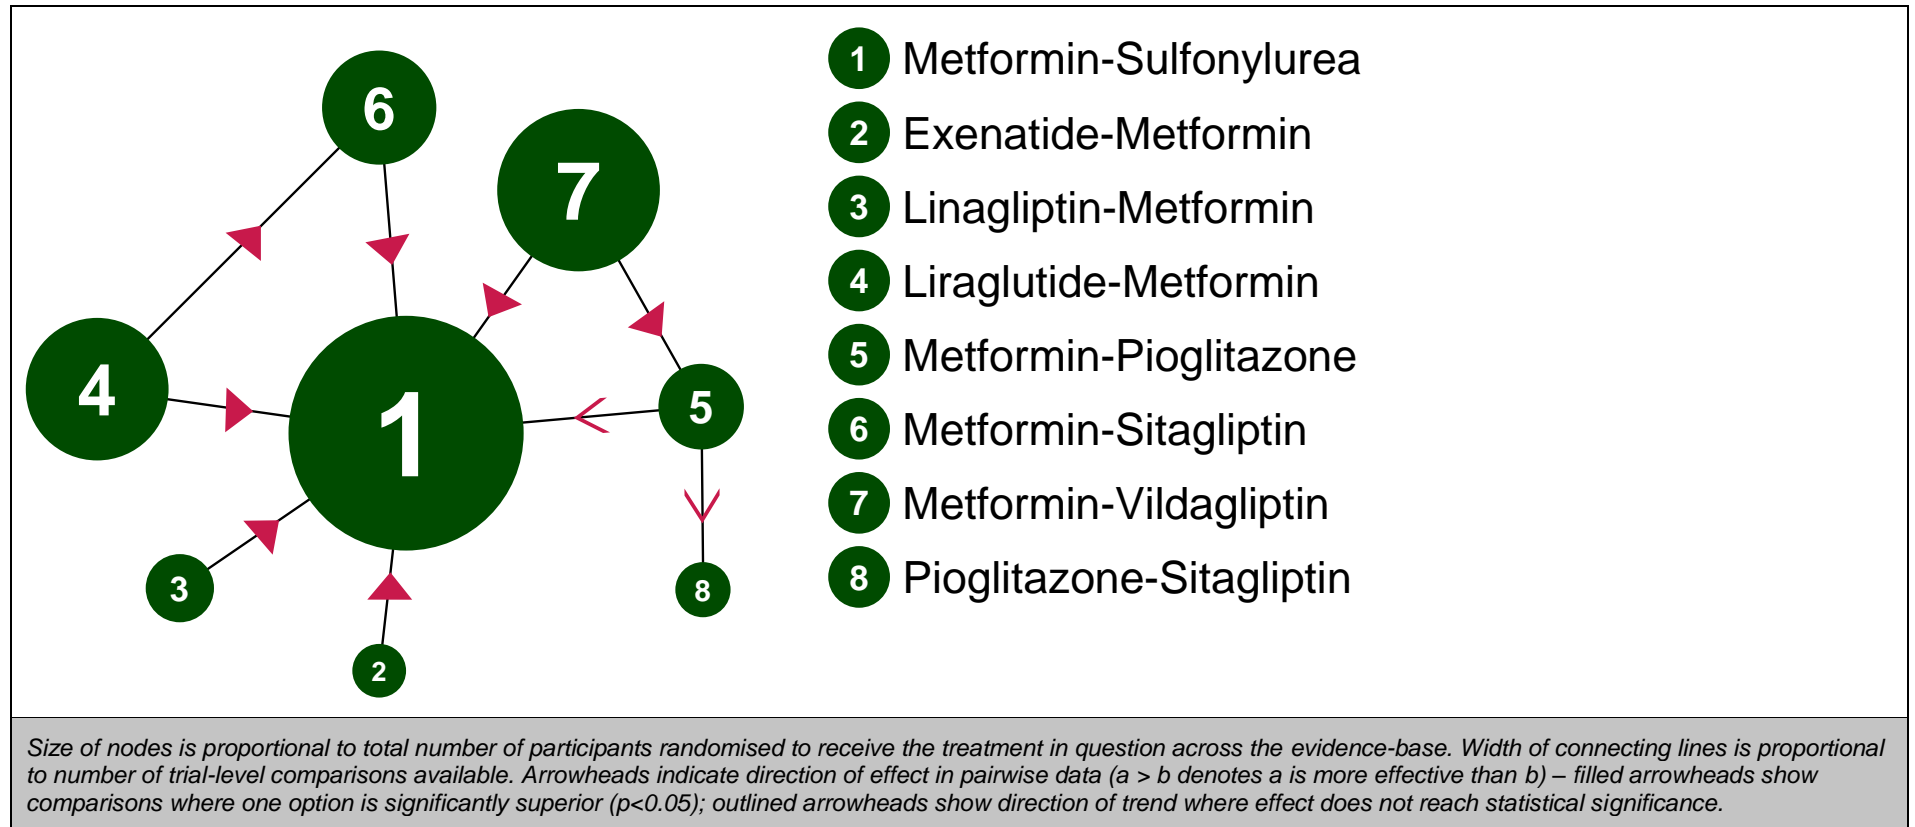 6
7
4
1
5
3
8
2
1 Metformin-Sulfonylurea
2 Exenatide-Metformin
3 Linagliptin-Metformin
4 Liraglutide-Metformin
5 Metformin-Pioglitazone
6 Metformin-Sitagliptin
7 Metformin-Vildagliptin
8 Pioglitazone-Sitagliptin
Size of nodes is proportional to total number of participants randomised to receive the treatment in question across the evidence-base. Width of connecting lines is proportional
to number of trial-level comparisons available. Arrowheads indicate direction of effect in pairwise data (a > b denotes a is more effective than b) – filled arrowheads show
comparisons where one option is significantly superior (p<0.05); outlined arrowheads show direction of trend where effect does not reach statistical significance.